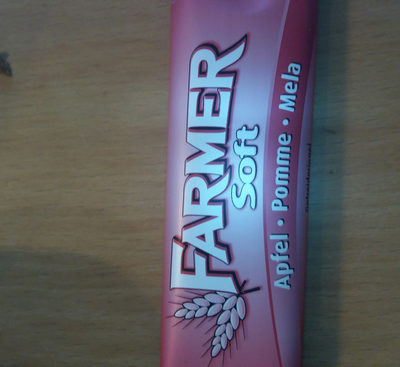 FARMER
Soft
Apfel • Pomme • Mela